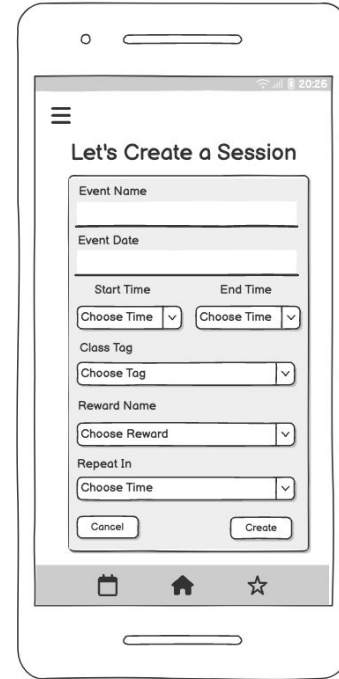 20:26
Let's Create a Session
Event Name
Event Date
Start Time End Time
Choose Time Choose Time
Class Tag
Choose Tag
Reward Name
Choose Reward
Repeat In
Choose Time
Cancel Create